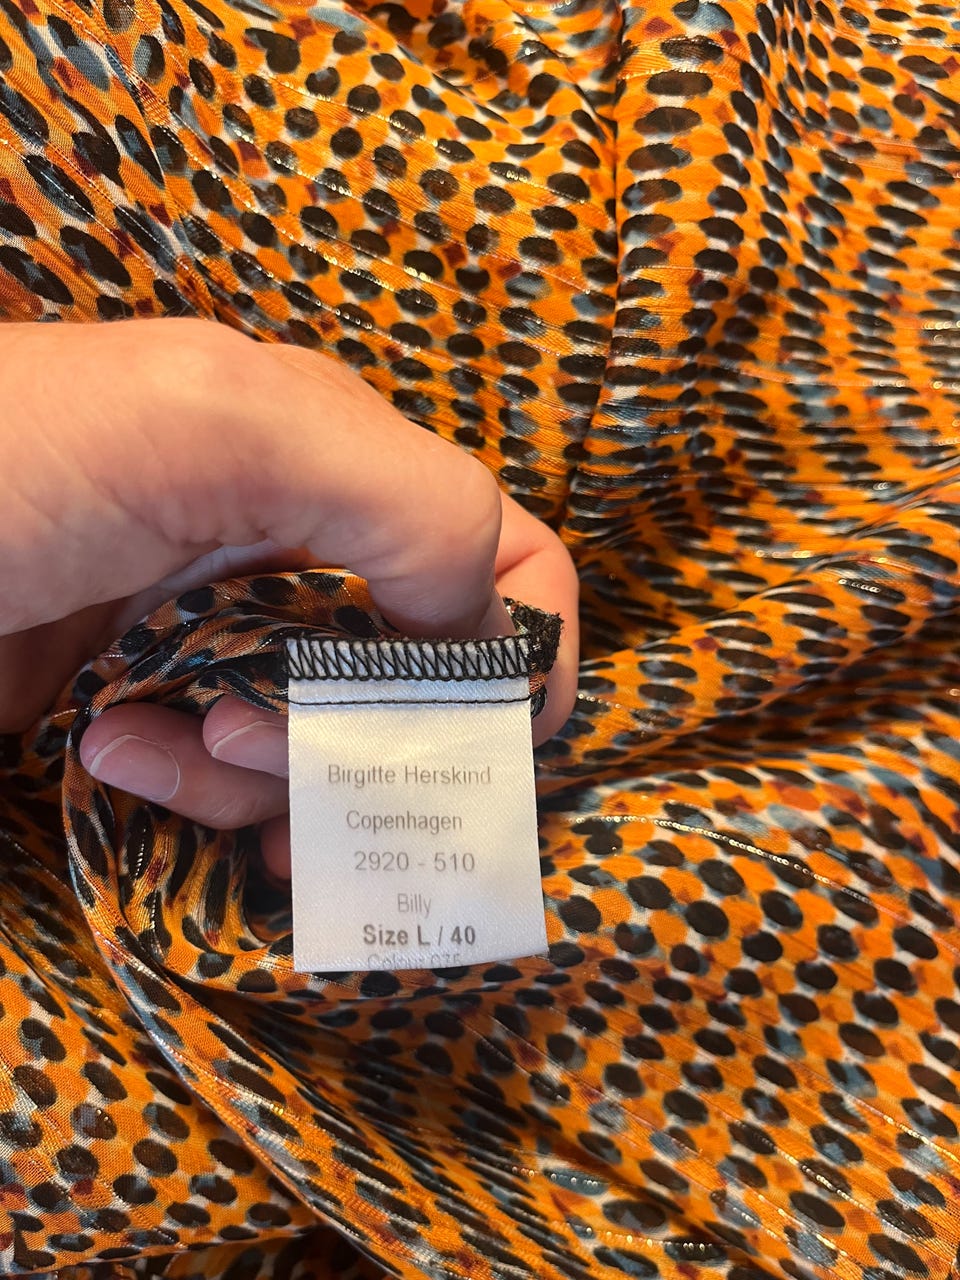 Birgitte Herskind
Copenhagen
2920 - 510
Billy
Size L / 40